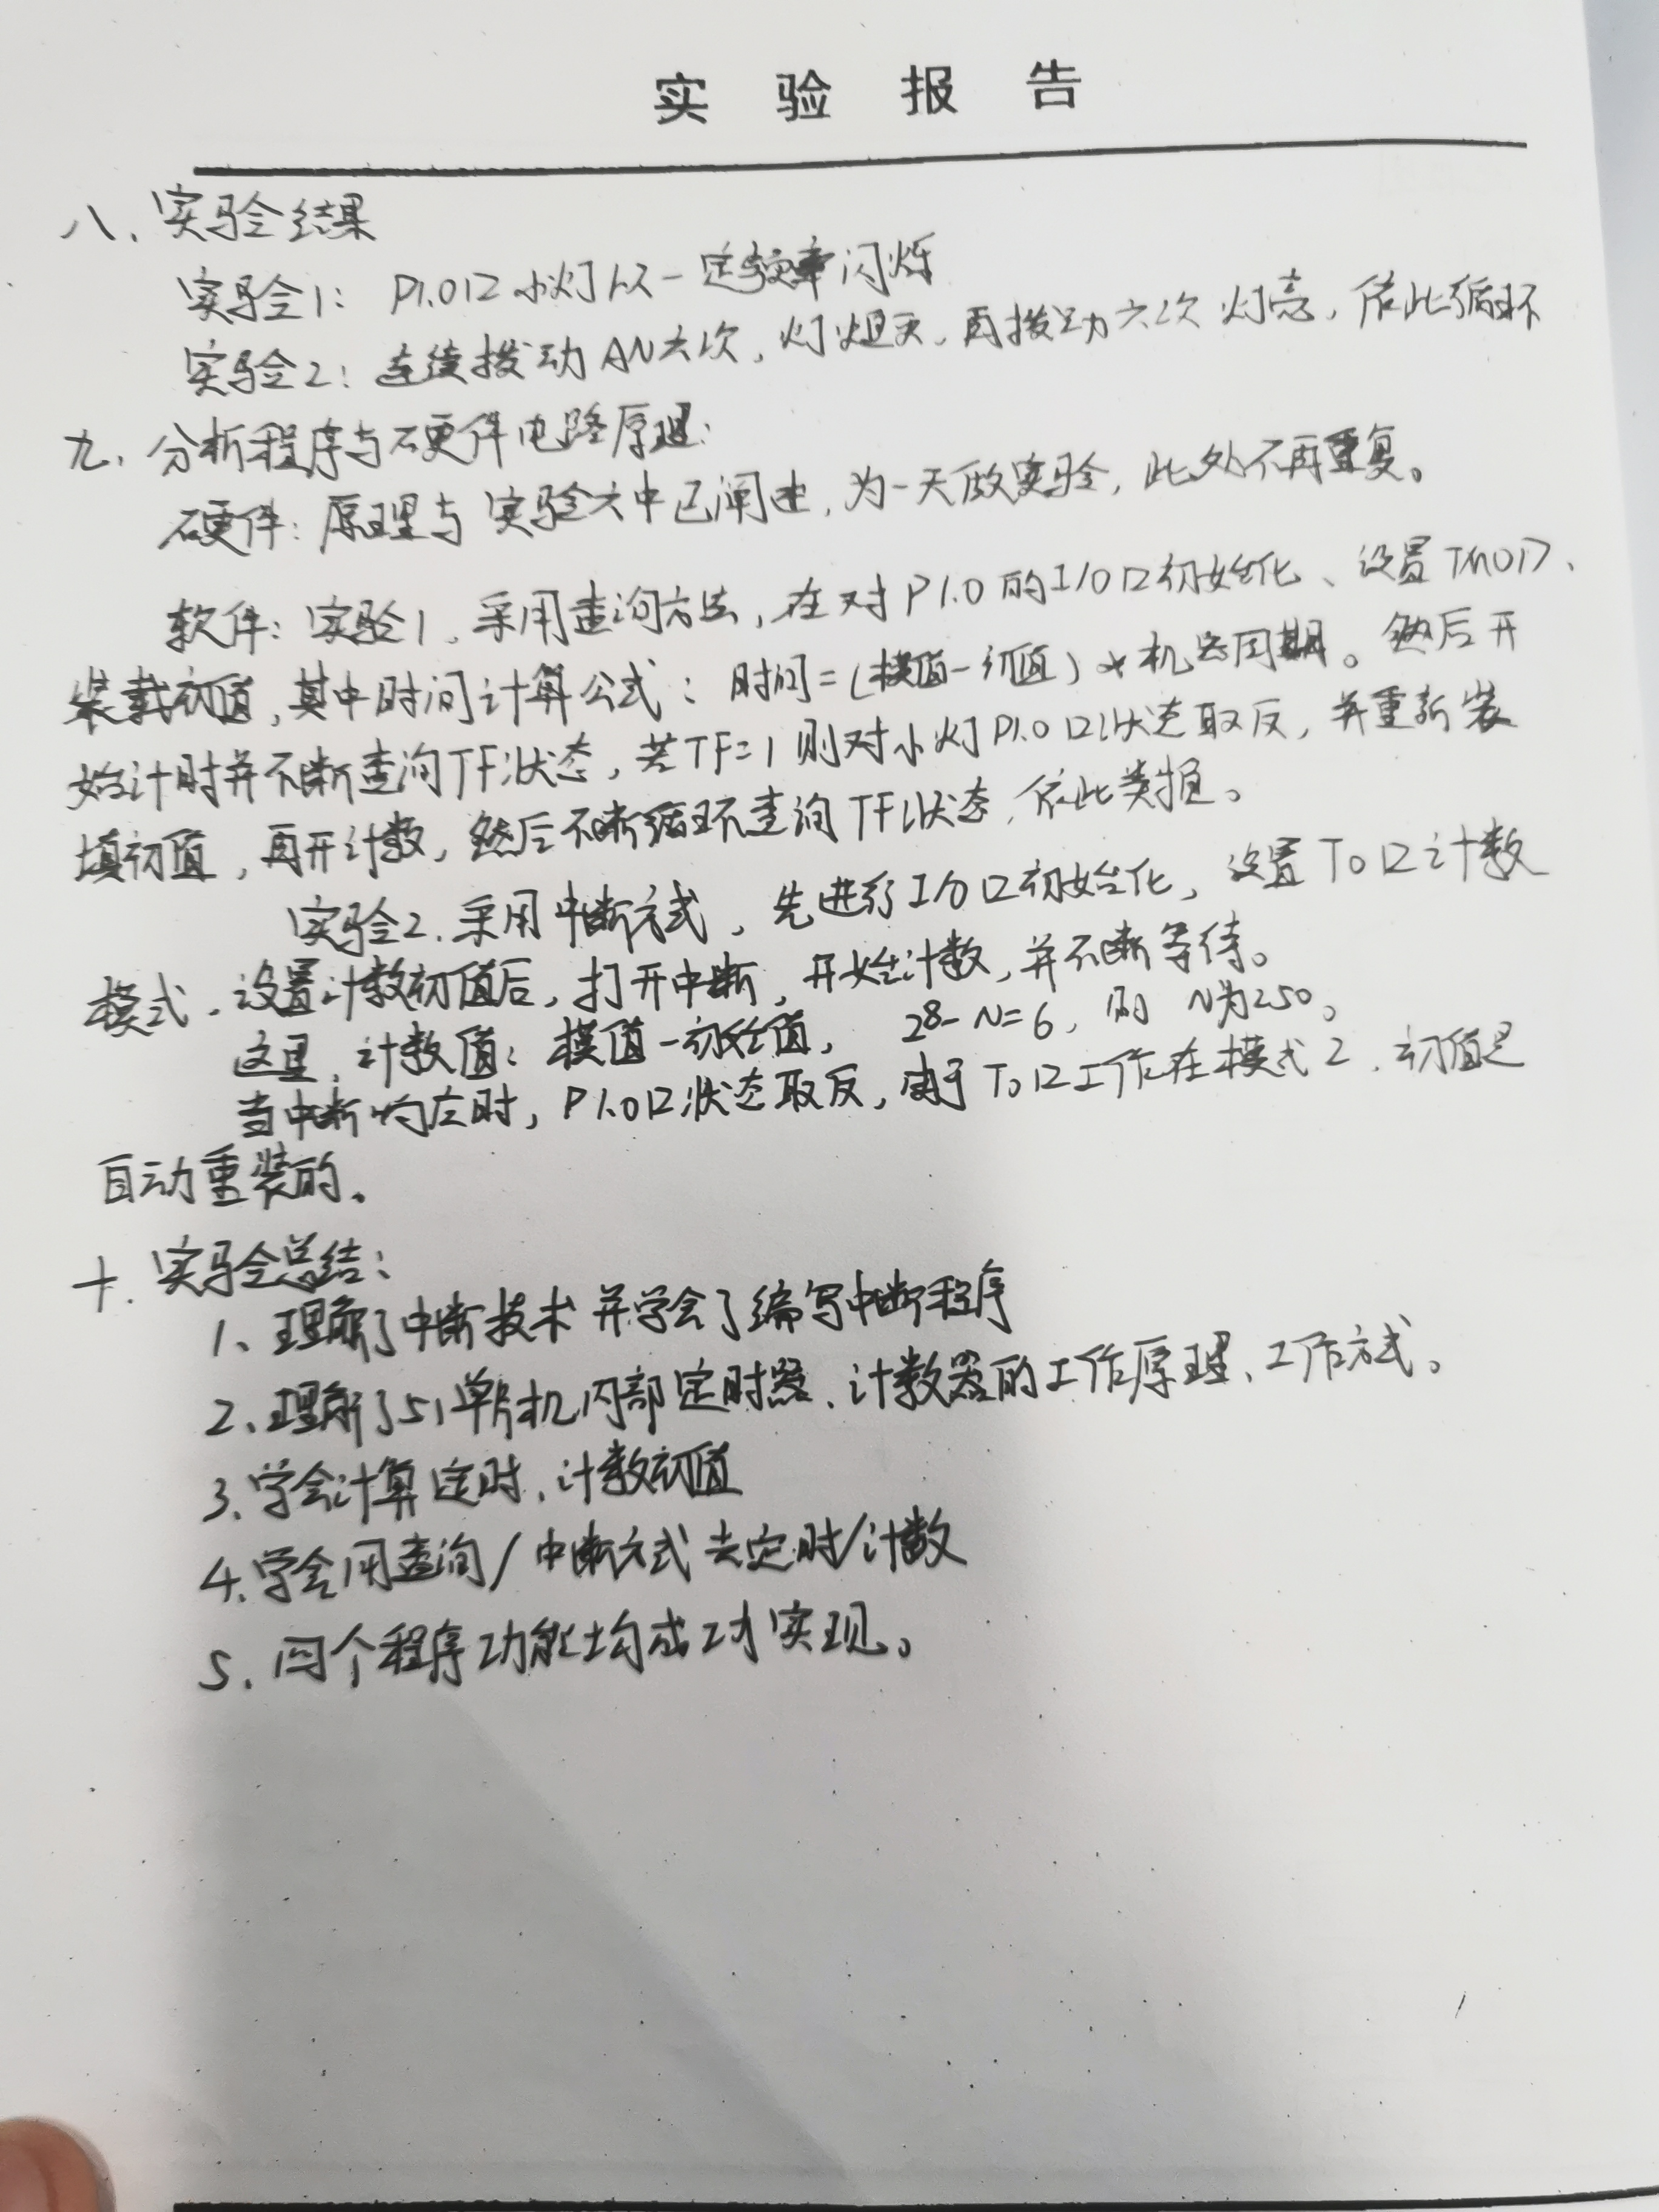 实验报告
八、实验结果
实验1: P1.0口小灯以一定频率闪烁
实验2: 连续拨动AN六次, 灯熄灭, 再拨动六次灯亮, 依此循环
九、分析程序与硬件电路原理:
硬件: 原理与实验六中已阐述, 为一天做实验, 此处不再重复。
软件: 实验1, 采用查询方法, 在对P1.0的I/O口初始化、设置TMOD、
装载初值, 其中时间计算公式: 时间=(模值-初值)*机器周期。然后开
始计时并不断查询TF状态, 若TF=1则对小灯P1.0口状态取反, 并重新装
填初值, 再开计数, 然后不断循环查询TF状态, 依此类推。
实验2. 采用中断方式, 先进行I/O口初始化, 设置T0口计数
模式, 设置计数初值后, 打开中断, 开始计数, 并不断等待。
这里, 计数值: 模值-初始值, 2⁸-N=6, 则 N为250。
当中断响应时, P1.0口状态取反, 由于T0口工作在模式2, 初值是
自动重装的。
十. 实验总结:
1、理解了中断技术并学会了编写中断程序
2、理解了51单片机内部定时器、计数器的工作原理、工作方式。
3、学会计算定时、计数初值
4、学会用查询/中断方式去定时/计数
5、两个程序功能均成功实现。